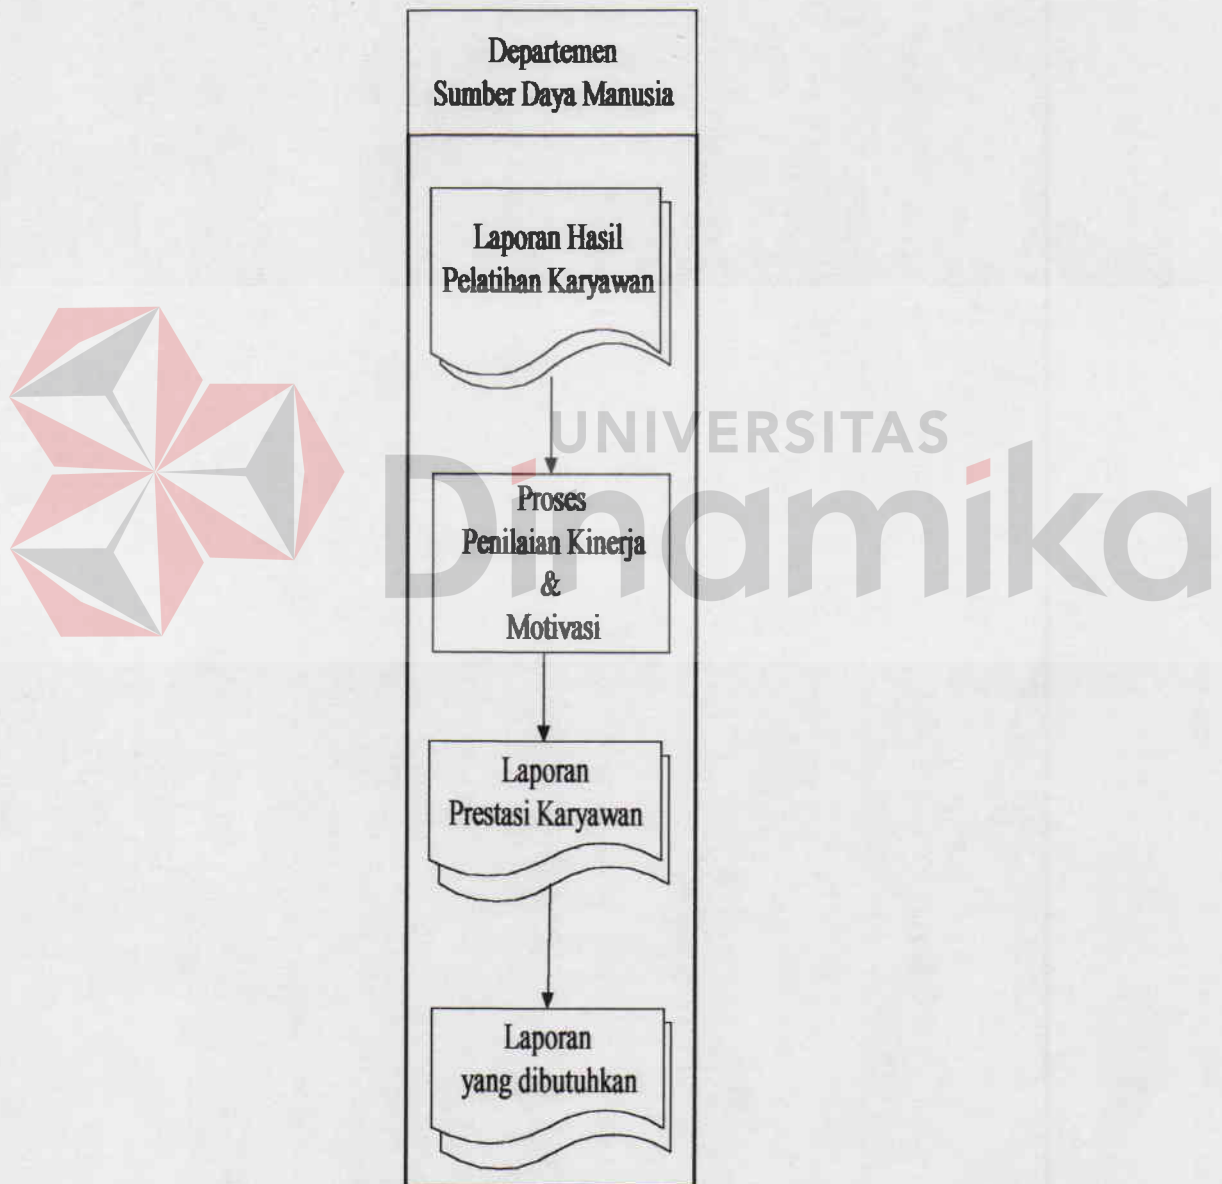 Departemen
Sumber Daya Manusia
Laporan Hasil
Pelatihan Karyawan
UNIVERSITAS
Dinamika
Proses
Penilaian Kinerja
&
Motivasi
Laporan
Prestasi Karyawan
Laporan
yang dibutuhkan